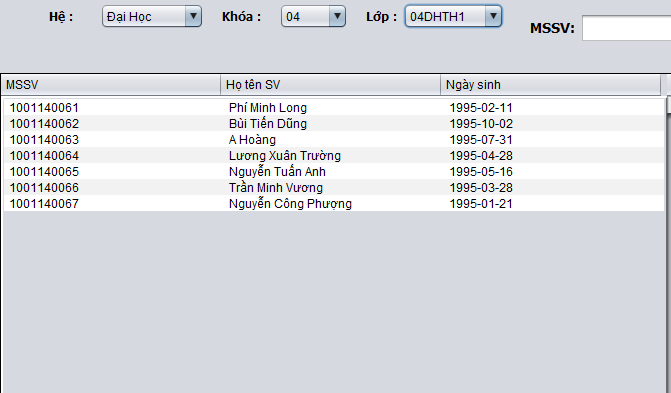 Hệ : Đại Học Khóa : 04 Lớp : 04DHTH1 MSSV:
MSSV Họ tên SV Ngày sinh
1001140061 Phí Minh Long 1995-02-11
1001140062 Bùi Tiến Dũng 1995-10-02
1001140063 A Hoàng 1995-07-31
1001140064 Lương Xuân Trường 1995-04-28
1001140065 Nguyễn Tuấn Anh 1995-05-16
1001140066 Trần Minh Vương 1995-03-28
1001140067 Nguyễn Công Phượng 1995-01-21